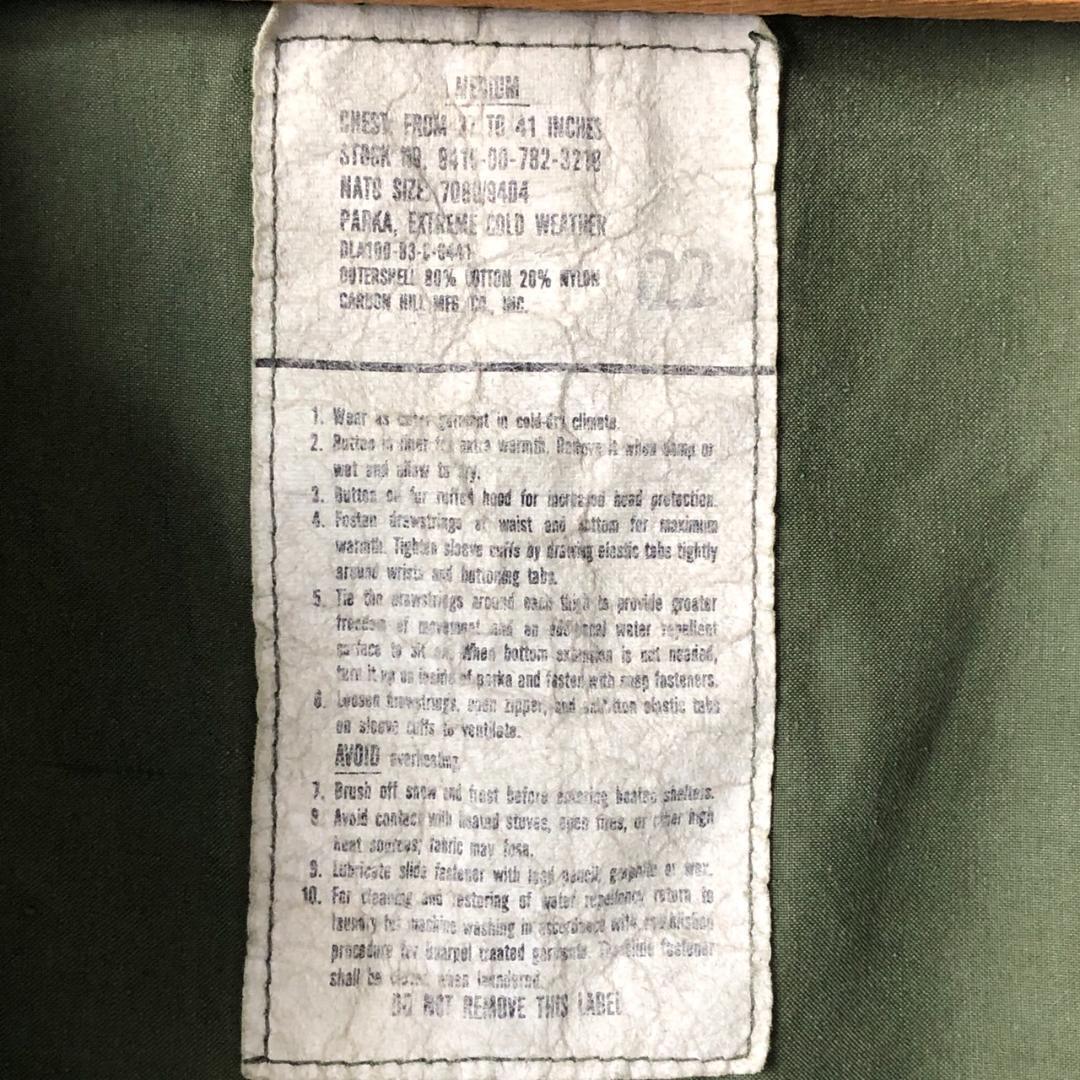 MEDIUM
CHEST, FROM 37 TO 41 INCHES
STOCK NO. 8415-00-782-3218
NATO SIZE 7080/9404
PARKA, EXTREME COLD WEATHER
DLA100-83-C-
OUTERSHELL 80% COTTON 20% NYLON
22
CARBON HILL MFG. CO., INC.
1. Wear as outer garment in cold-dry climate.
2. Button in liner for extra warmth. Remove it when damp or
wet and allow to dry.
3. Button on fur ruffed hood for increased head protection.
4. Fasten drawstrings at waist and bottom for maximum
warmth. Tighten sleeve cuffs by drawing elastic tabs tightly
around wrists and buttoning tabs.
5. Tie the drawstrings around each thigh to provide greater
freedom of movement and an additional water repellent
surface to sit on. When bottom extension is not needed,
turn it up on inside of parka and fasten with snap fasteners.
6. Loosen drawstrings, open zipper, and unbutton elastic tabs
on sleeve cuffs to ventilate.
AVOID overheating
7. Brush off snow and frost before entering heated shelters.
8. Avoid contact with heated stoves, open fires, or other high
heat sources; fabric may fuse.
9. Lubricate slide fastener with lead pencil, graphite or wax.
10. For cleaning and restoring of water repellency return to
laundry for machine washing in accordance with
procedure for quarpel treated garments. The slide fastener
shall be closed when laundered.
DO NOT REMOVE THIS LABEL